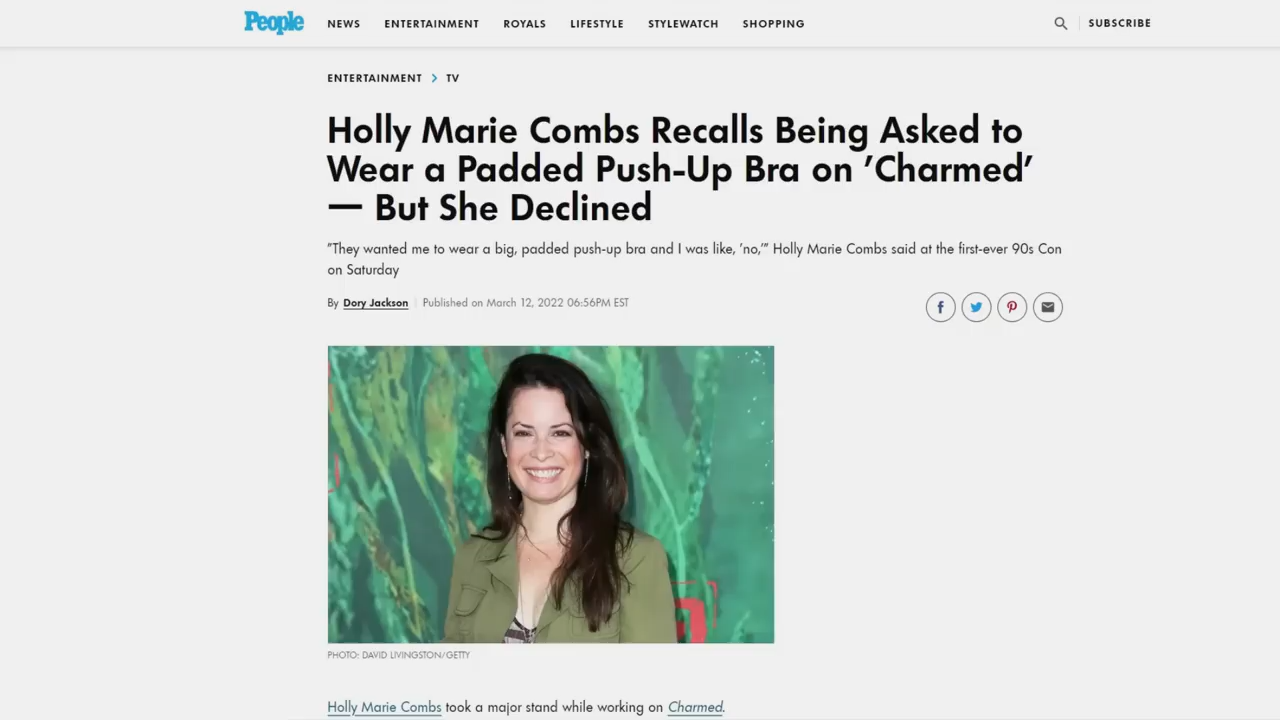 People NEWS ENTERTAINMENT ROYALS LIFESTYLE STYLEWATCH SHOPPING SUBSCRIBE
ENTERTAINMENT > TV
Holly Marie Combs Recalls Being Asked to
Wear a Padded Push-Up Bra on 'Charmed'
— But She Declined
"They wanted me to wear a big, padded push-up bra and I was like, 'no,'" Holly Marie Combs said at the first-ever 90s Con
on Saturday
By Dory Jackson | Published on March 12, 2022 06:56PM EST
PHOTO: DAVID LIVINGSTON/GETTY
Holly Marie Combs took a major stand while working on Charmed.